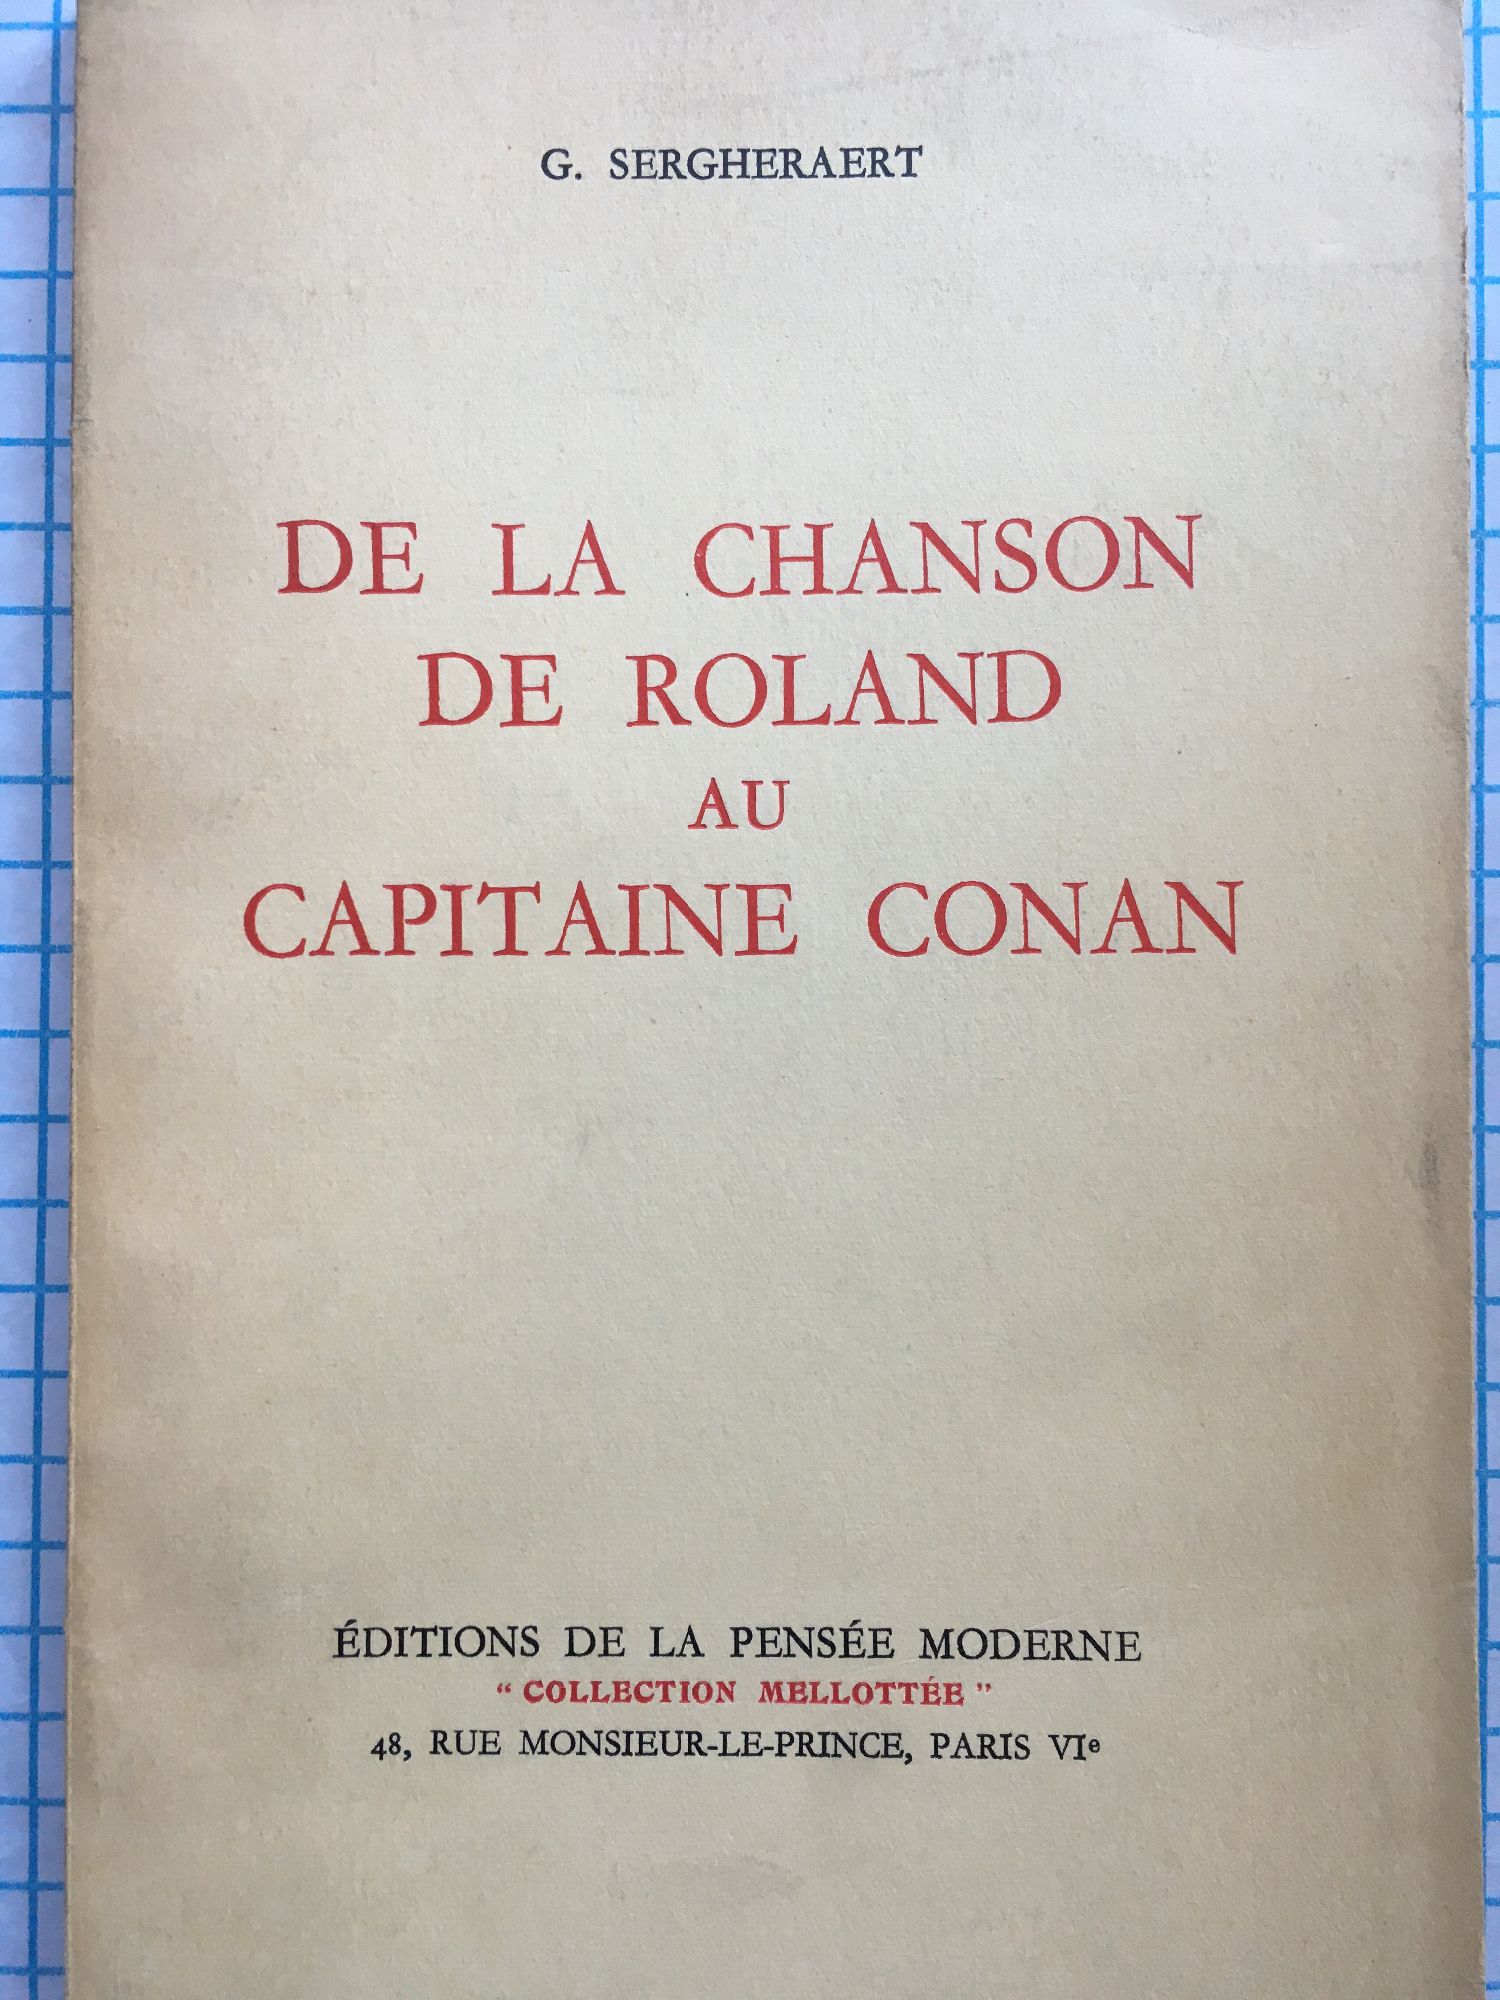 G. SERGHERAERT
DE LA CHANSON
DE ROLAND
AU
CAPITAINE CONAN
ÉDITIONS DE LA PENSÉE MODERNE
“ COLLECTION MELLOTTÉE ”
48, RUE MONSIEUR-LE-PRINCE, PARIS VIᵉ